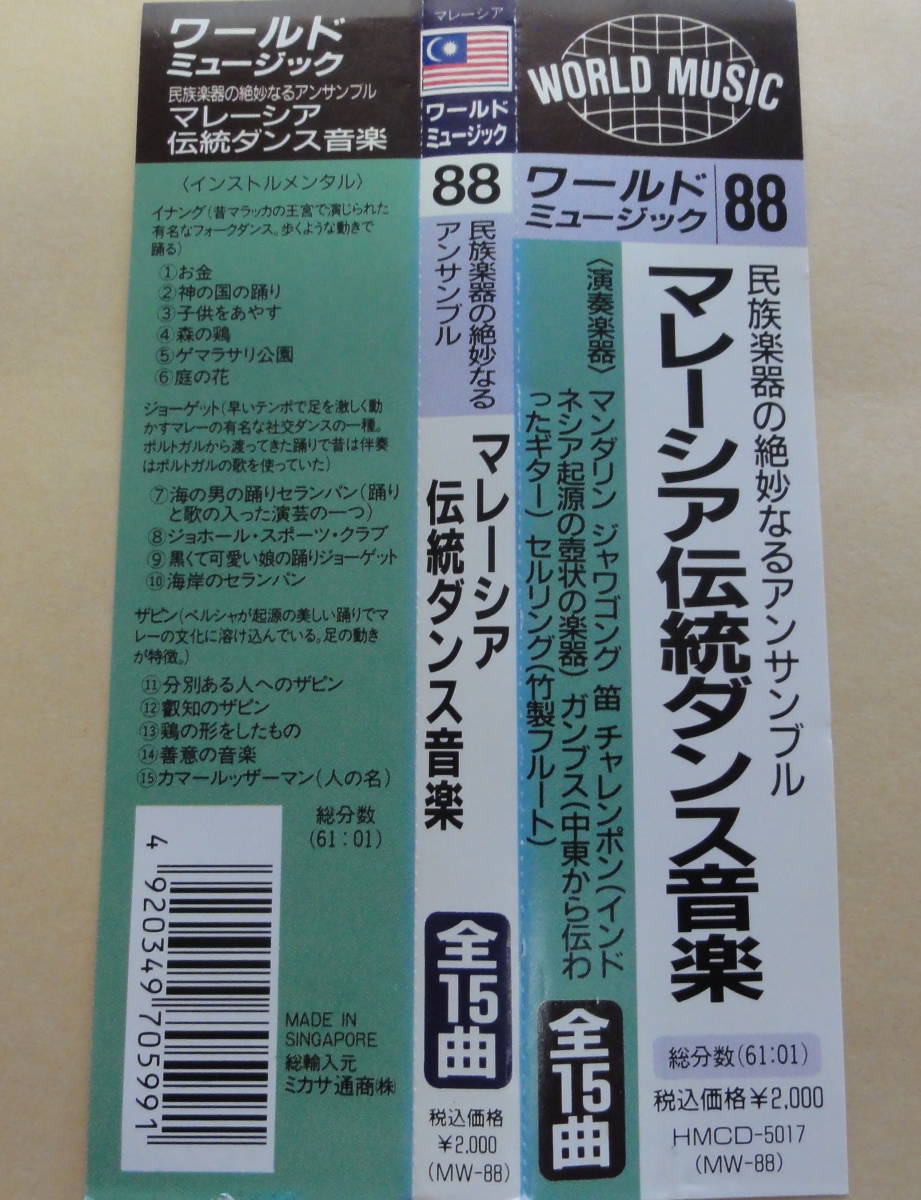 ワールド
ミュージック
民族楽器の絶妙なるアンサンブル
マレーシア
伝統ダンス音楽
〈インストルメンタル〉
イナング(昔マラッカの王宮で演じられた
有名なフォークダンス。歩くような動きで
踊る)
①お金
②神の国の踊り
③子供をあやす
④森の鶏
⑤ゲマラサリ公園
⑥庭の花
ジョーゲット(早いテンポで足を激しく動
かすマレーの有名な社交ダンスの一種。
ポルトガルから渡ってきた踊りで昔は伴奏
はポルトガルの歌を使っていた)
⑦海の男の踊りセランパン(踊り
と歌の入った演芸の一つ)
⑧ジョホール・スポーツ・クラブ
⑨黒くて可愛い娘の踊りジョーゲット
⑩海岸のセランパン
ザピン(ペルシャが起源の美しい踊りでマ
レーの文化に溶け込んでいる。足の動き
が特徴。)
⑪分別ある人へのザピン
⑫叡知のザピン
⑬鶏の形をしたもの
⑭善意の音楽
⑮カマールッザーマン(人の名)
総分数
(61:01)
4 920349 705991
MADE IN
SINGAPORE
総輸入元
ミカサ通商㈱
マレーシア
ワールド
ミュージック
88
民族楽器の絶妙なる
アンサンブル
マレーシア
伝統ダンス音楽
全15曲
税込価格
¥2,000
(MW-88)
WORLD MUSIC
ワールド
ミュージック
88
民族楽器の絶妙なるアンサンブル
マレーシア伝統ダンス音楽
〈演奏楽器〉マンダリン ジャワゴング 笛 チャレンポン(インド
ネシア起源の壺状の楽器) ガンブス(中東から伝わ
ったギター) セルリング(竹製フルート)
全15曲
総分数(61:01)
税込価格¥2,000
HMCD-5017
(MW-88)